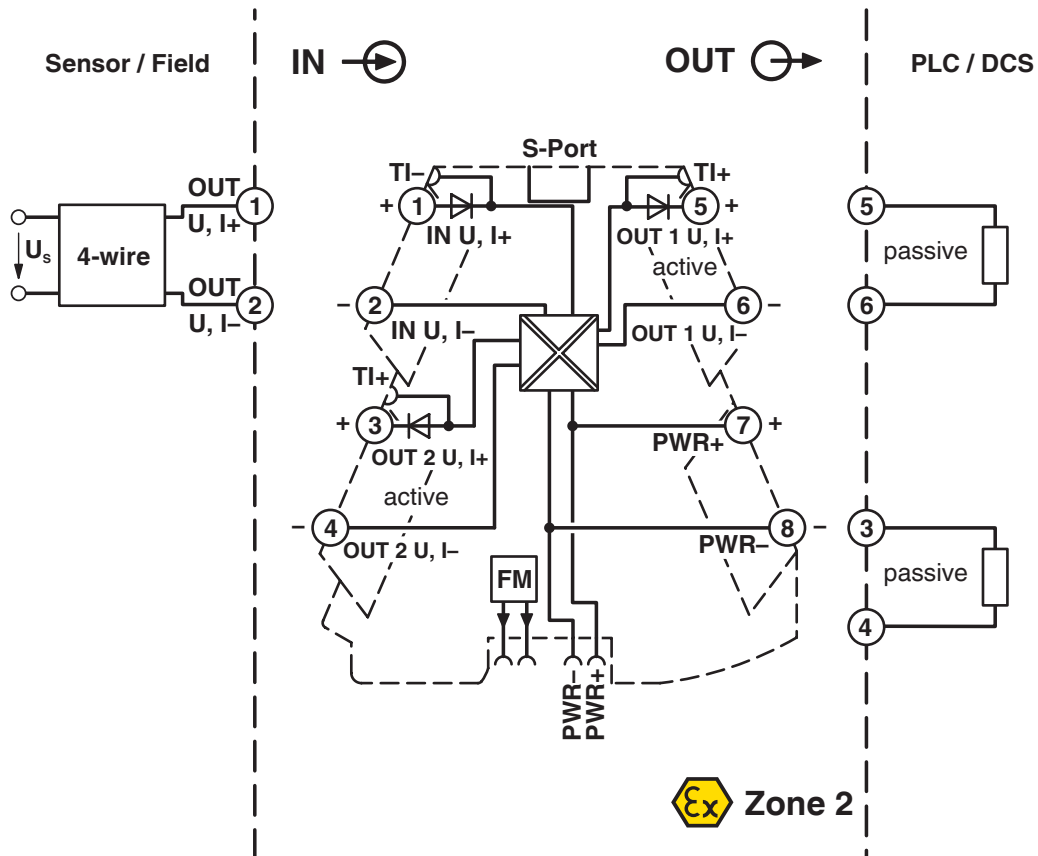 Sensor / Field
IN
OUT
PLC / DCS
S-Port
OUT
1
U, I+
Us
4-wire
OUT
2
U, I–
TI–
+ 1
IN U, I+
TI+
5 +
OUT 1 U, I+
active
– 2
IN U, I–
6 –
OUT 1 U, I–
TI+
+ 3
OUT 2 U, I+
active
7 +
PWR+
– 4
OUT 2 U, I–
8 –
PWR–
FM
PWR–
PWR+
5
passive
6
3
passive
4
Ex Zone 2